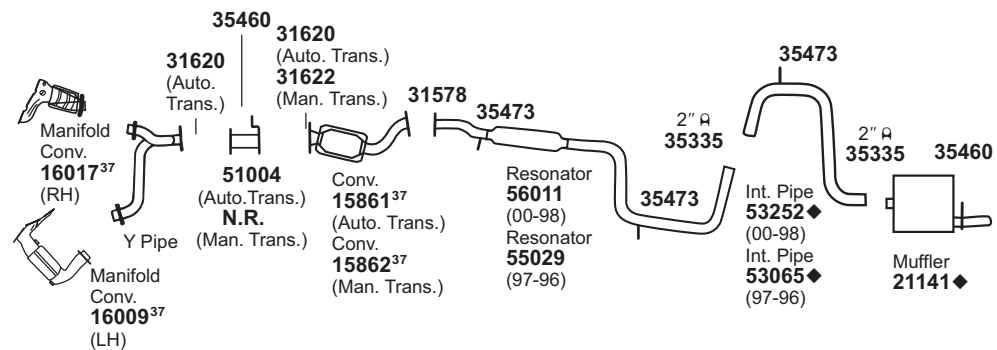 35460
31620
(Auto.
Trans.)
31620
(Auto. Trans.)
31622
(Man. Trans.)
31578
35473
2"
35335
35473
2"
35335
35460
Manifold
Conv.
16017³⁷
(RH)
Y Pipe
Manifold
Conv.
16009³⁷
(LH)
51004
(Auto.Trans.)
N.R.
(Man. Trans.)
Conv.
15861³⁷
(Auto. Trans.)
Conv.
15862³⁷
(Man. Trans.)
Resonator
56011
(00-98)
Resonator
55029
(97-96)
35473
Int. Pipe
53252◆
(00-98)
Int. Pipe
53065◆
(97-96)
Muffler
21141◆